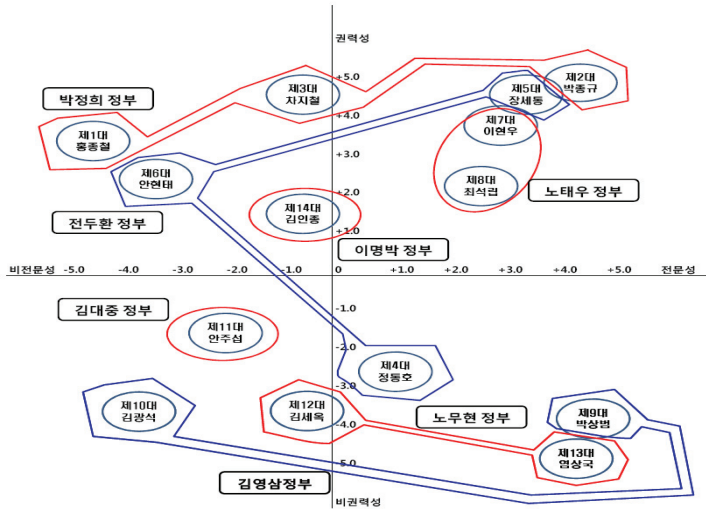 권력성
+5.0
제3대
차지철
제5대
장세동
제2대
박종규
박정희 정부
+4.0
제7대
이현우
제1대
홍종철
+3.0
제6대
안현태
제8대
최석립
노태우 정부
+2.0
제14대
김인종
전두환 정부
+1.0
이명박 정부
비전문성
-5.0
-4.0
-3.0
-2.0
-1.0
0
+1.0
+2.0
+3.0
+4.0
+5.0
전문성
김대중 정부
-1.0
제11대
안주섭
-2.0
제4대
정동호
-3.0
제10대
김광석
제12대
김세옥
노무현 정부
제9대
박상범
-4.0
제13대
염상국
-5.0
김영삼정부
비권력성